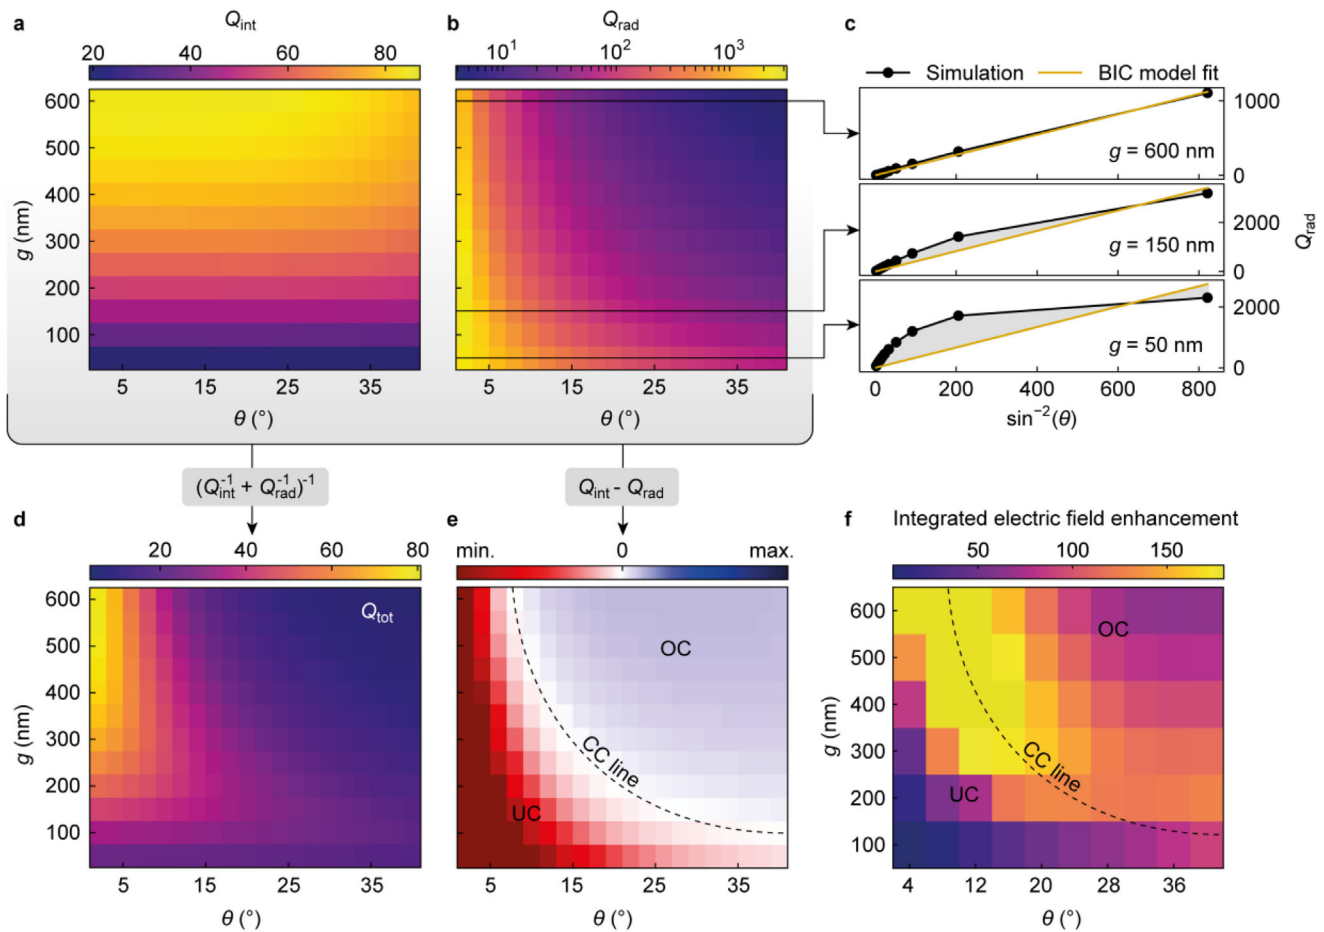 a
Q_int
20 40 60 80
g (nm)
600
500
400
300
200
100
5 15 25 35
θ (°)
b
Q_rad
10^1 10^2 10^3
5 15 25 35
θ (°)
c
Simulation BIC model fit
1000
g = 600 nm
0
2000
g = 150 nm
0
Q_rad
2000
g = 50 nm
0
0 200 400 600 800
sin^−2(θ)
(Q_int^-1 + Q_rad^-1)^-1
Q_int - Q_rad
d
20 40 60 80
Q_tot
g (nm)
600
500
400
300
200
100
5 15 25 35
θ (°)
e
min. 0 max.
OC
CC line
UC
5 15 25 35
θ (°)
f
Integrated electric field enhancement
50 100 150
g (nm)
600
500
400
300
200
100
OC
CC line
UC
4 12 20 28 36
θ (°)